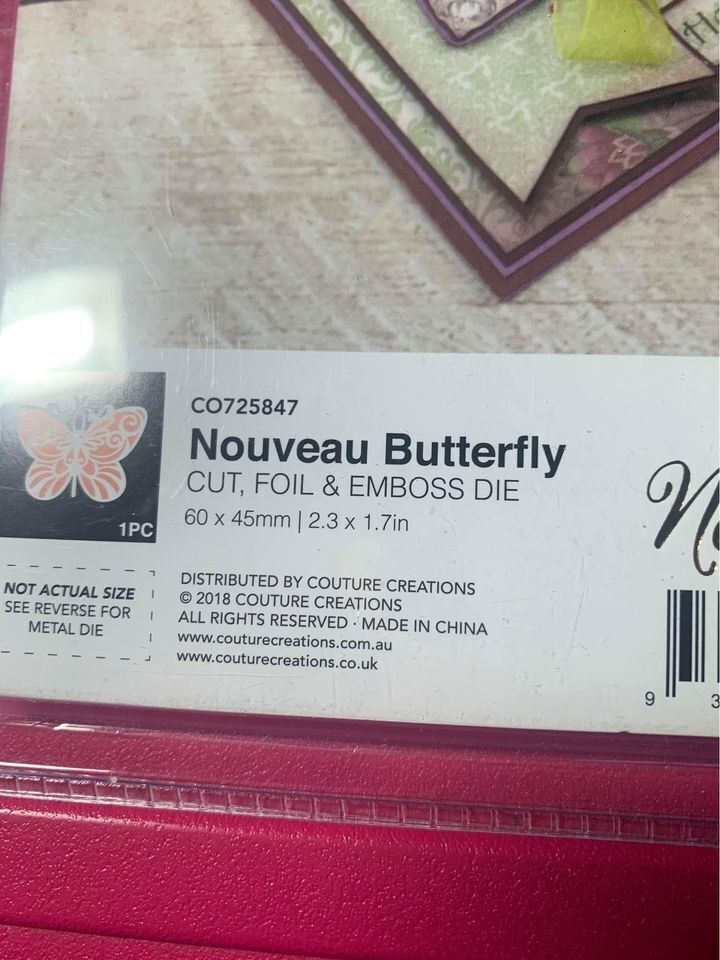 CO725847
Nouveau Butterfly
CUT, FOIL & EMBOSS DIE
60 x 45mm | 2.3 x 1.7in
1PC
NOT ACTUAL SIZE
SEE REVERSE FOR
METAL DIE
DISTRIBUTED BY COUTURE CREATIONS
© 2018 COUTURE CREATIONS
ALL RIGHTS RESERVED · MADE IN CHINA
www.couturecreations.com.au
www.couturecreations.co.uk
9 3